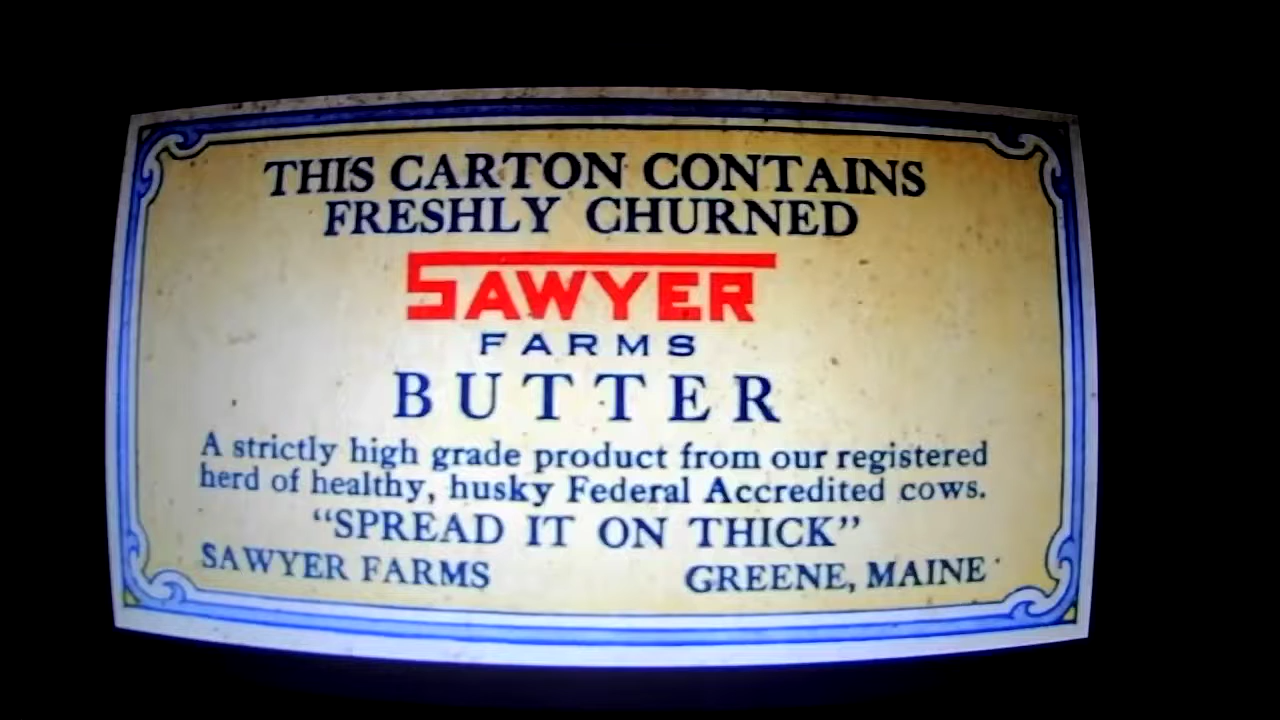 THIS CARTON CONTAINS
FRESHLY CHURNED
SAWYER
FARMS
BUTTER
A strictly high grade product from our registered
herd of healthy, husky Federal Accredited cows.
“SPREAD IT ON THICK”
SAWYER FARMS GREENE, MAINE